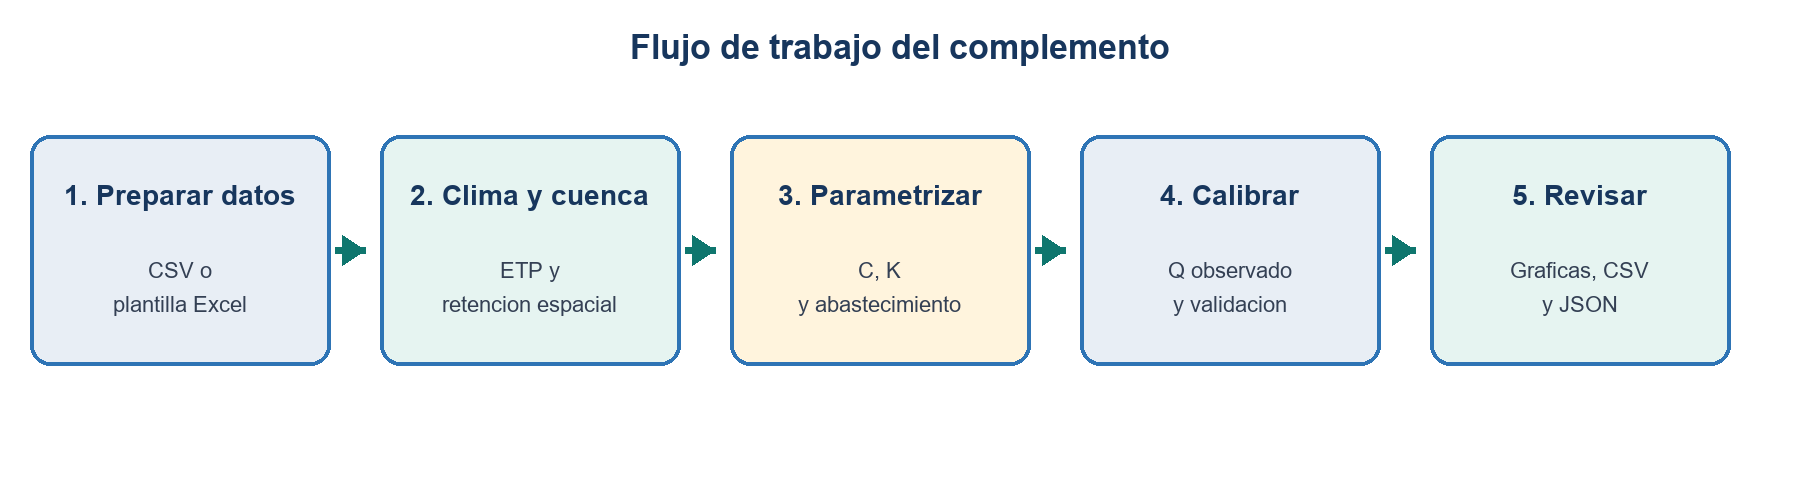 Flujo de trabajo del complemento
1. Preparar datos
CSV o
plantilla Excel
2. Clima y cuenca
ETP y
retencion espacial
3. Parametrizar
C, K
y abastecimiento
4. Calibrar
Q observado
y validacion
5. Revisar
Graficas, CSV
y JSON